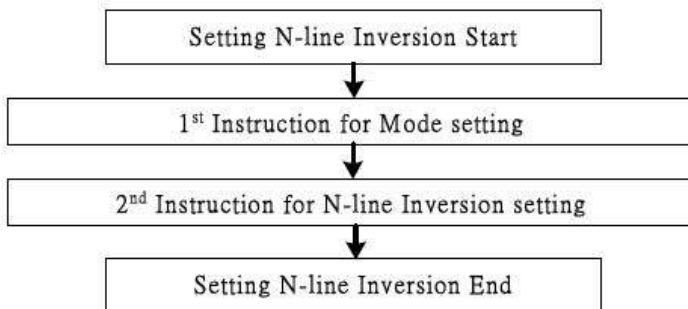 Setting N-line Inversion Start
1st Instruction for Mode setting
2nd Instruction for N-line Inversion setting
Setting N-line Inversion End